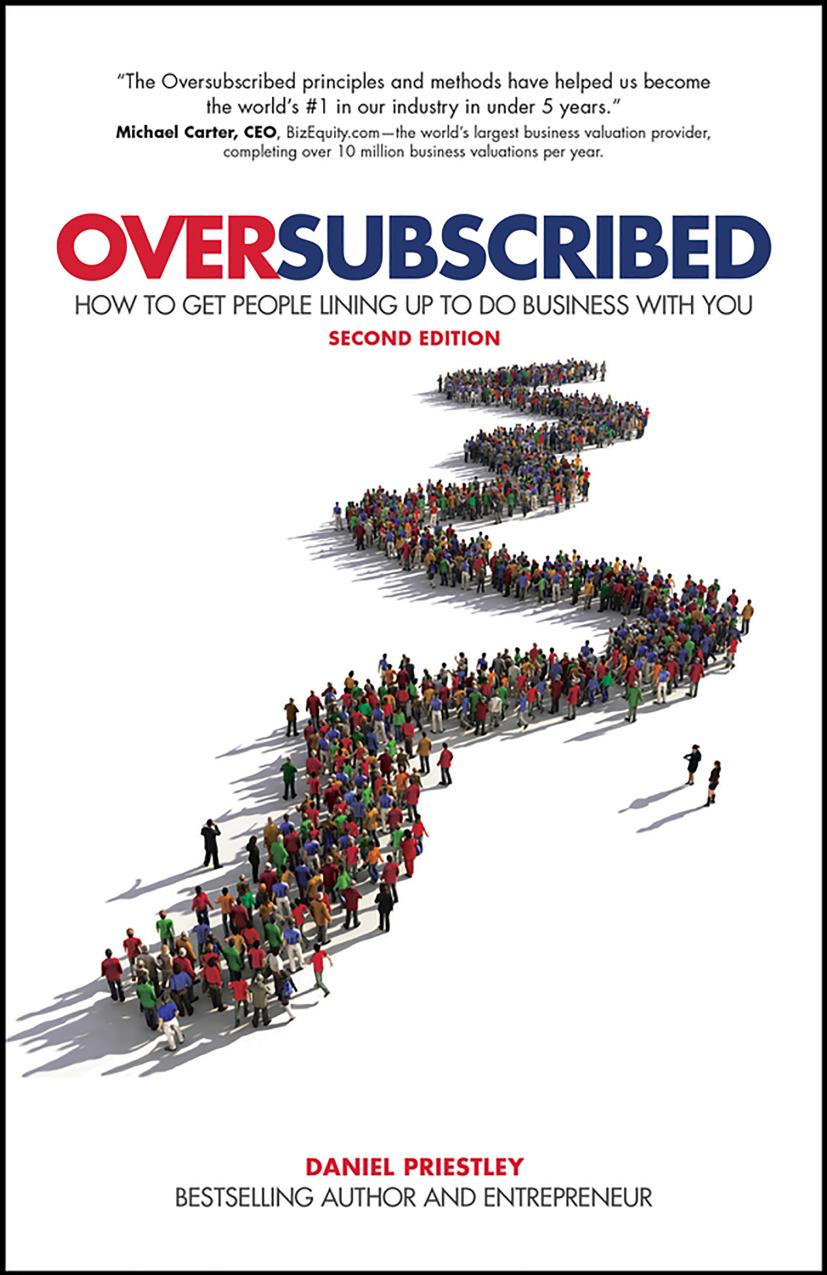 “The Oversubscribed principles and methods have helped us become
the world’s #1 in our industry in under 5 years.”
Michael Carter, CEO, BizEquity.com—the world’s largest business valuation provider,
completing over 10 million business valuations per year.
OVERSUBSCRIBED
HOW TO GET PEOPLE LINING UP TO DO BUSINESS WITH YOU
SECOND EDITION
DANIEL PRIESTLEY
BESTSELLING AUTHOR AND ENTREPRENEUR